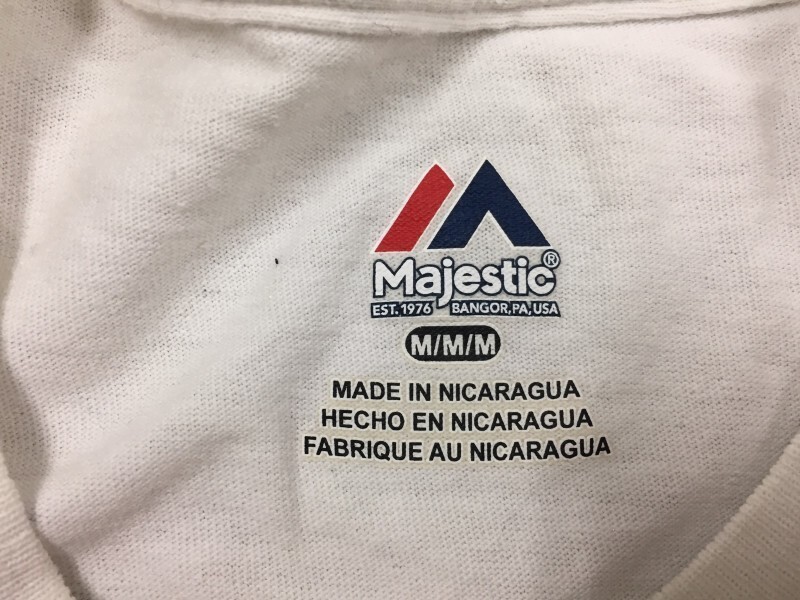 Majestic®
EST. 1976 BANGOR, PA, USA
M/M/M
MADE IN NICARAGUA
HECHO EN NICARAGUA
FABRIQUE AU NICARAGUA